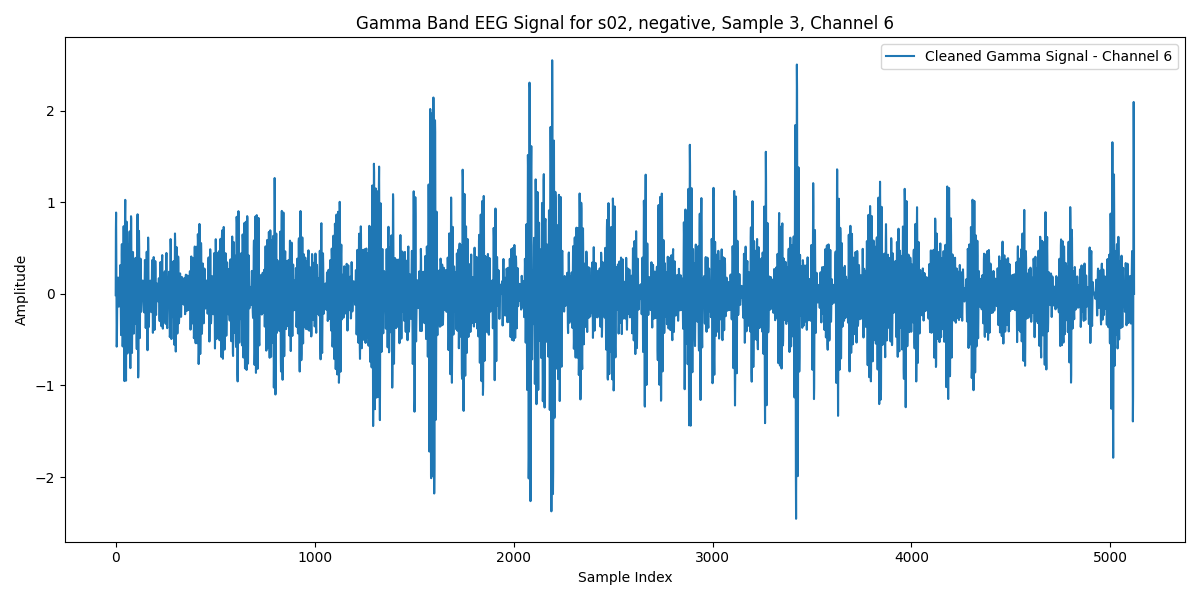 Gamma Band EEG Signal for s02, negative, Sample 3, Channel 6
Cleaned Gamma Signal - Channel 6
Amplitude
2
1
0
−1
−2
0 1000 2000 3000 4000 5000
Sample Index